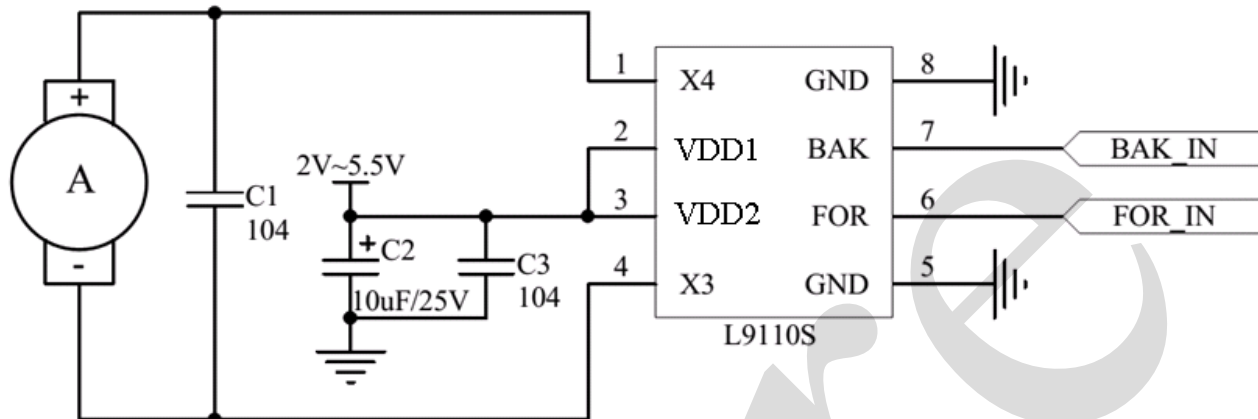 1 X4 GND 8
+
2 VDD1 BAK 7 BAK_IN
2V~5.5V
A
C1
104
3 VDD2 FOR 6 FOR_IN
+ C2
10uF/25V
C3
104
4 X3 GND 5
-
L9110S
re